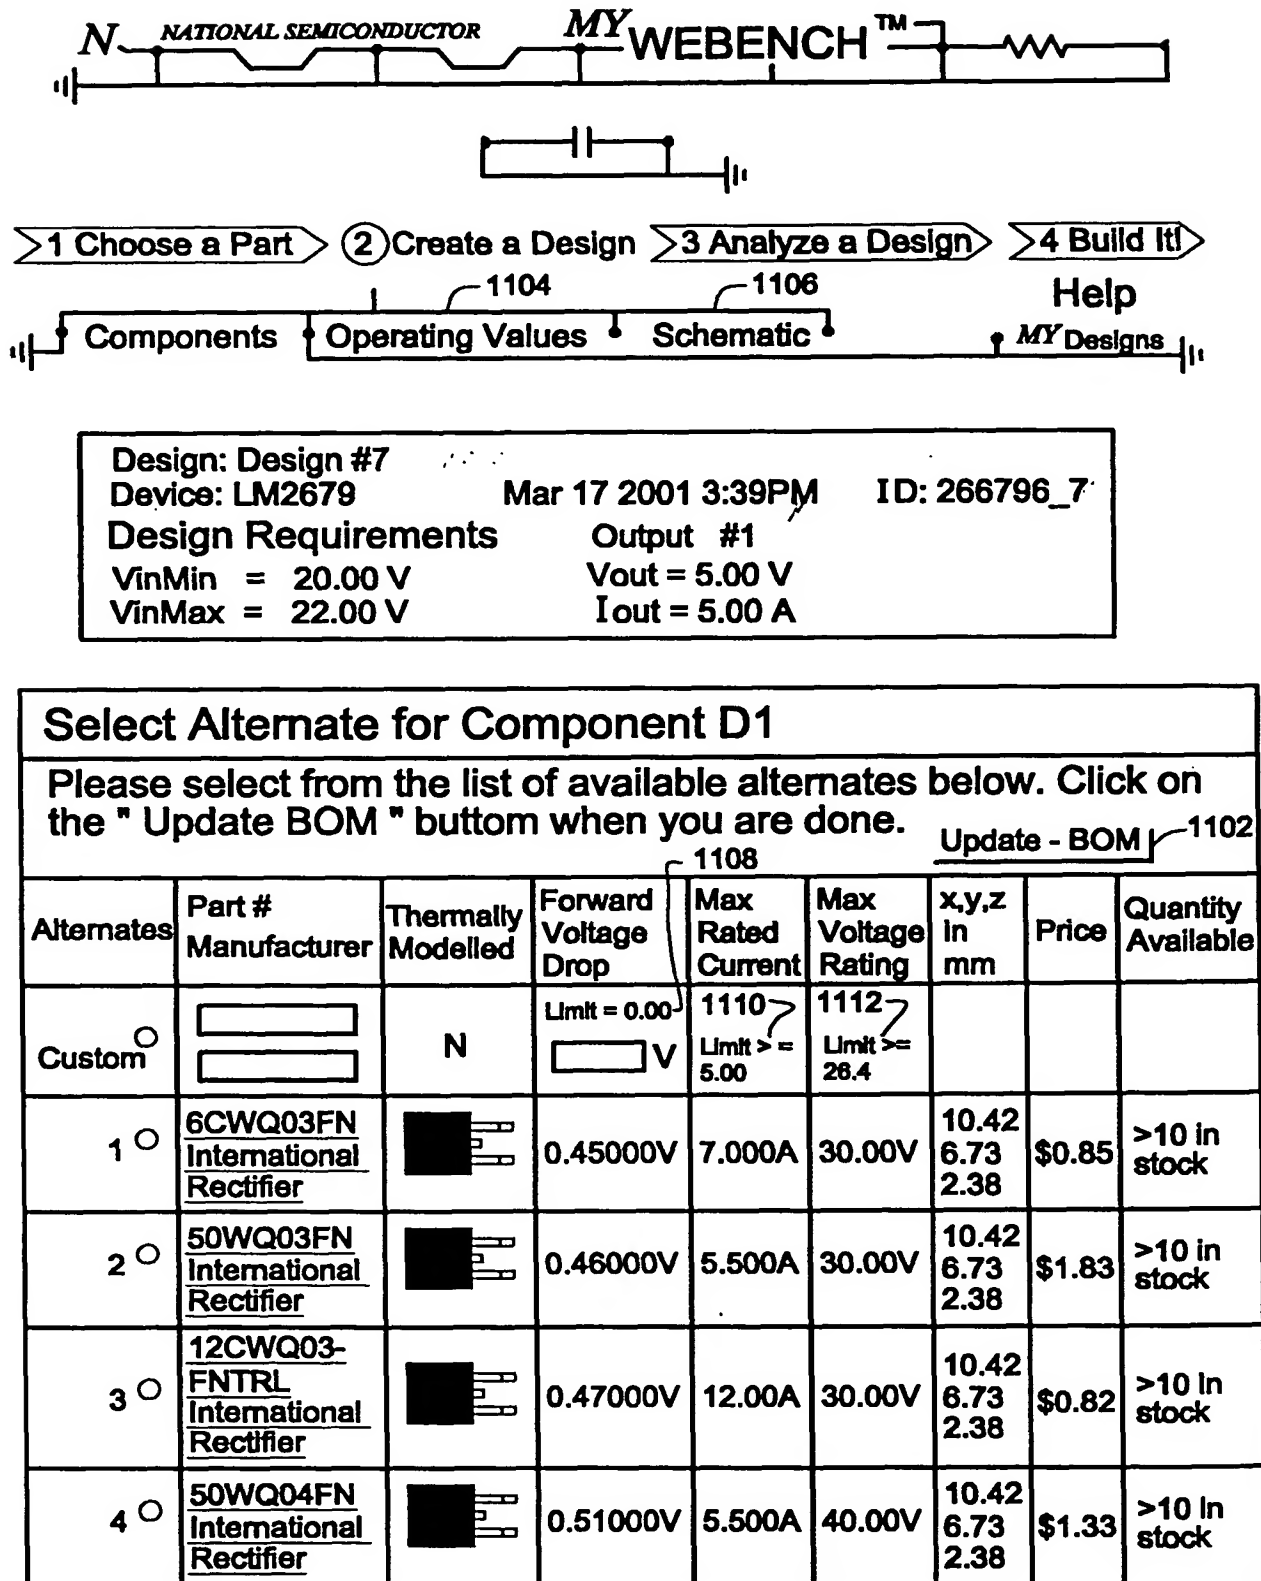 N NATIONAL SEMICONDUCTOR MY WEBENCH ™
1 Choose a Part 2 Create a Design 3 Analyze a Design 4 Build It!
1104 1106 Help
Components Operating Values Schematic MY Designs
Design: Design #7
Device: LM2679 Mar 17 2001 3:39PM ID: 266796_7
Design Requirements Output #1
VinMin = 20.00 V Vout = 5.00 V
VinMax = 22.00 V Iout = 5.00 A
Select Alternate for Component D1
Please select from the list of available alternates below. Click on
the " Update BOM " buttom when you are done.
Update - BOM 1102
1108
Alternates
Part #
Manufacturer
Thermally
Modelled
Forward
Voltage
Drop
Max
Rated
Current
Max
Voltage
Rating
x,y,z
in
mm
Price
Quantity
Available
Custom
N
Limit = 0.00
V
1110
Limit > =
5.00
1112
Limit >=
26.4
1
6CWQ03FN
International
Rectifier
0.45000V
7.000A
30.00V
10.42
6.73
2.38
$0.85
>10 in
stock
2
50WQ03FN
International
Rectifier
0.46000V
5.500A
30.00V
10.42
6.73
2.38
$1.83
>10 in
stock
3
12CWQ03-
FNTRL
International
Rectifier
0.47000V
12.00A
30.00V
10.42
6.73
2.38
$0.82
>10 in
stock
4
50WQ04FN
International
Rectifier
0.51000V
5.500A
40.00V
10.42
6.73
2.38
$1.33
>10 in
stock